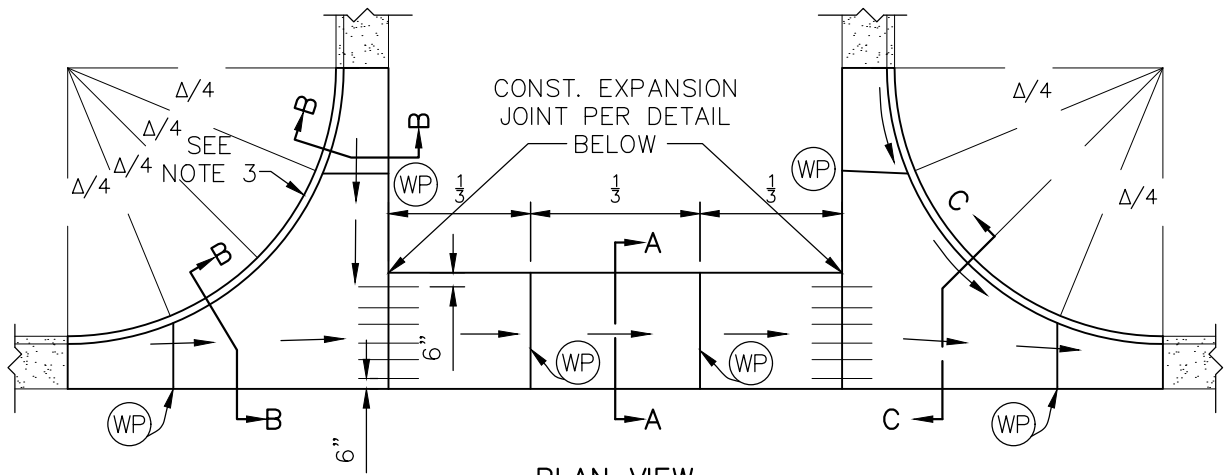 CONST. EXPANSION
JOINT PER DETAIL
BELOW
Δ/4
Δ/4
Δ/4
Δ/4
SEE
NOTE 3
B
B
WP
1/3
1/3
1/3
WP
Δ/4
Δ/4
C
A
B
6"
WP
WP
WP
B
6"
A
C
WP
PLAN VIEW